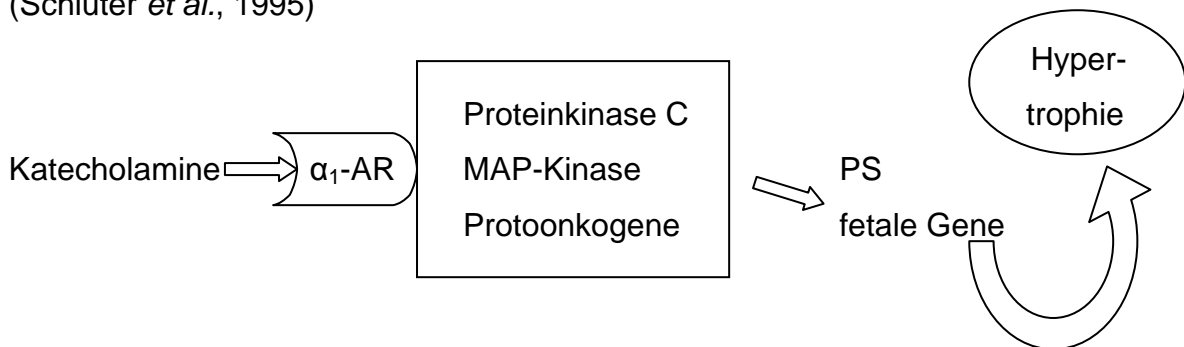 (Schlüter et al., 1995)
Katecholamine
α₁-AR
Proteinkinase C
MAP-Kinase
Protoonkogene
PS
fetale Gene
Hyper-
trophie